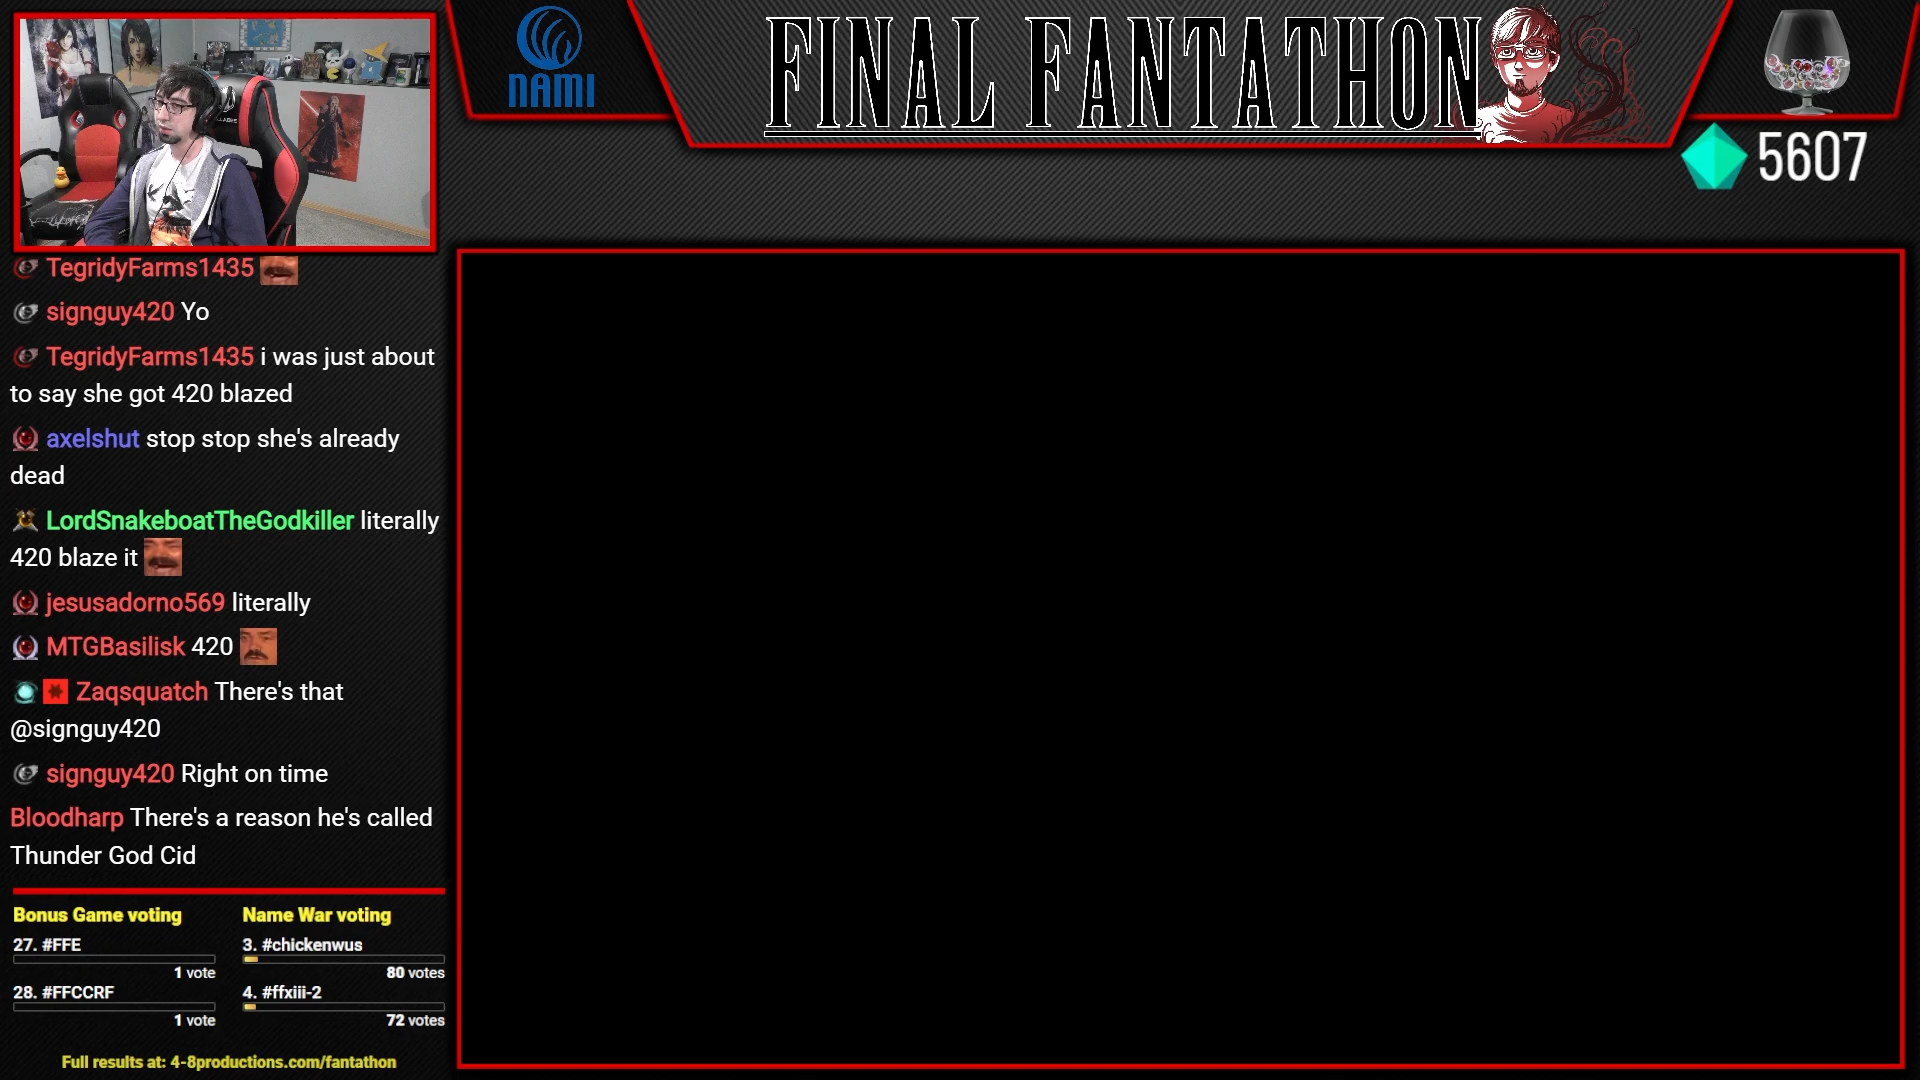 NAMI
FINAL FANTATHON
5607
TegridyFarms1435
signguy420 Yo
TegridyFarms1435 i was just about
to say she got 420 blazed
axelshut stop stop she's already
dead
LordSnakeboatTheGodkiller literally
420 blaze it
jesusadorno569 literally
MTGBasilisk 420
Zaqsquatch There's that
@signguy420
signguy420 Right on time
Bloodharp There's a reason he's called
Thunder God Cid
Bonus Game voting
27. #FFE
1 vote
28. #FFCCRF
1 vote
Name War voting
3. #chickenwus
80 votes
4. #ffxiii-2
72 votes
Full results at: 4-8productions.com/fantathon